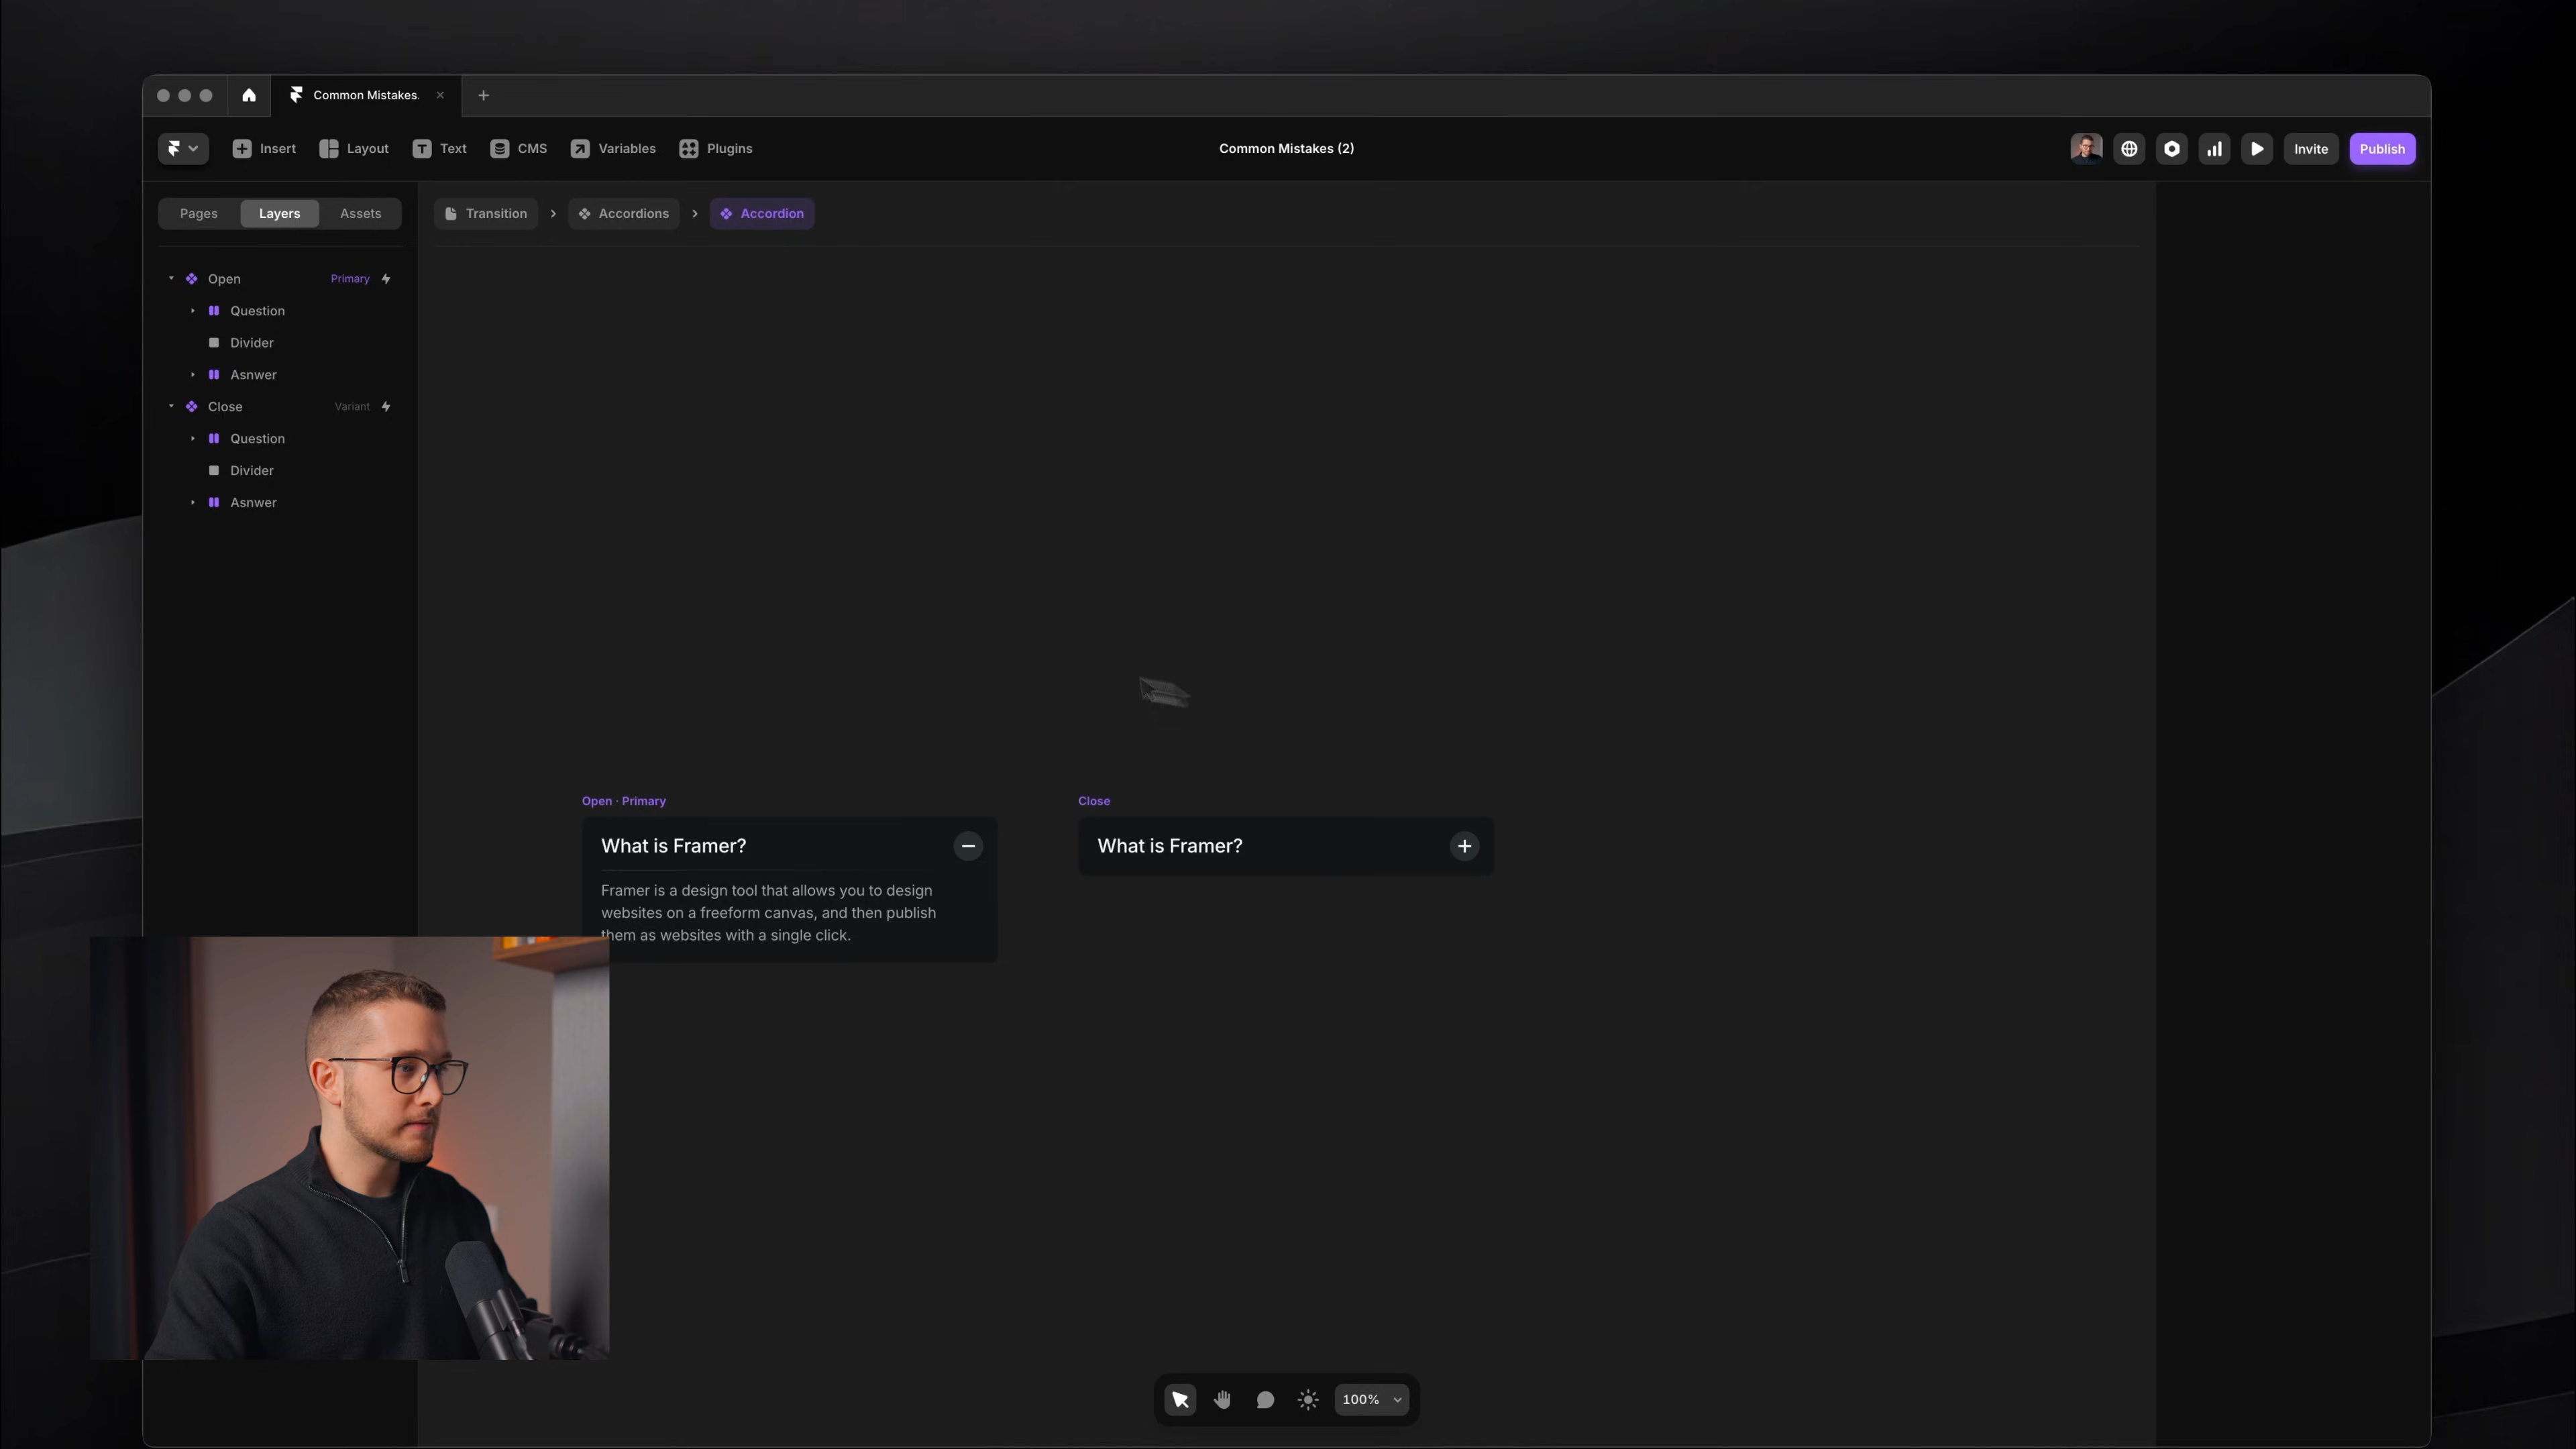 Common Mistakes.
Insert
Layout
Text
CMS
Variables
Plugins
Common Mistakes (2)
Invite
Publish
Pages
Layers
Assets
Transition
Accordions
Accordion
Open Primary
Question
Divider
Asnwer
Close Variant
Question
Divider
Asnwer
Open · Primary
What is Framer?
Framer is a design tool that allows you to design
websites on a freeform canvas, and then publish
them as websites with a single click.
Close
What is Framer?
100%